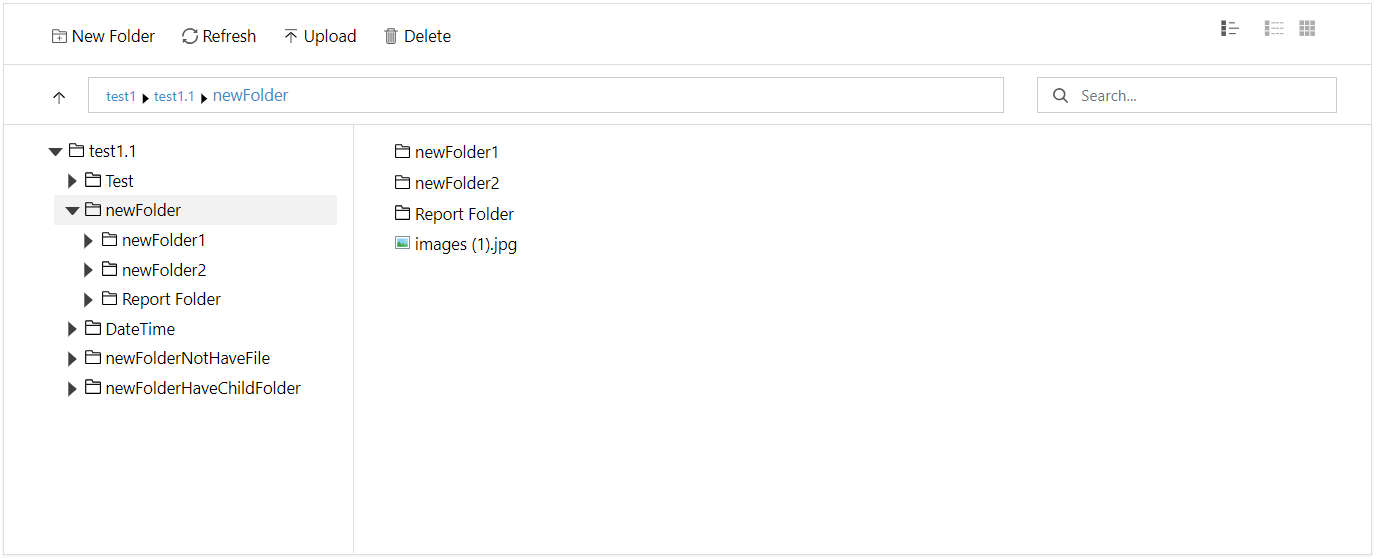 New Folder Refresh Upload Delete
test1 test1.1 newFolder Search...
test1.1
Test
newFolder
newFolder1
newFolder2
Report Folder
DateTime
newFolderNotHaveFile
newFolderHaveChildFolder
newFolder1
newFolder2
Report Folder
images (1).jpg